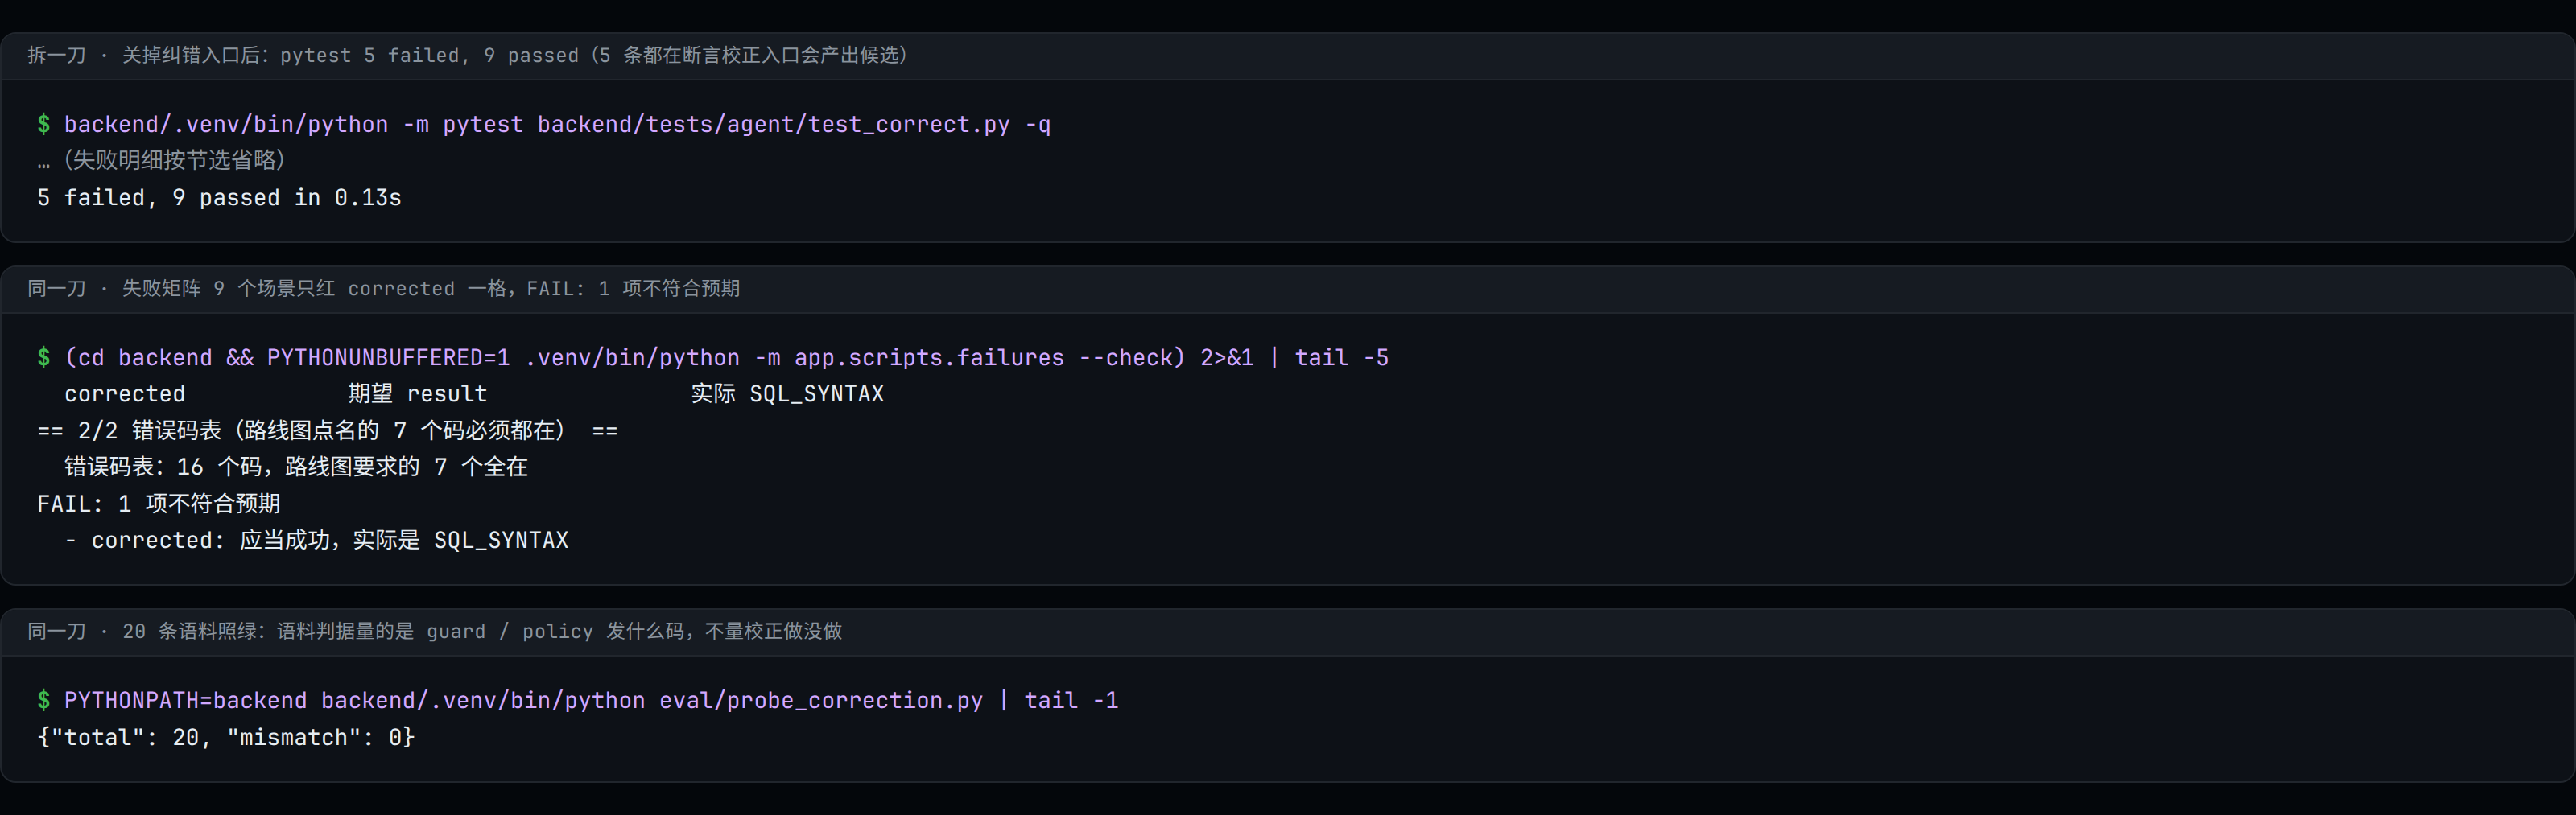 拆一刀 · 关掉纠错入口后：pytest 5 failed, 9 passed（5 条都在断言校正入口会产出候选）
$ backend/.venv/bin/python -m pytest backend/tests/agent/test_correct.py -q
…（失败明细按节选省略）
5 failed, 9 passed in 0.13s
同一刀 · 失败矩阵 9 个场景只红 corrected 一格，FAIL: 1 项不符合预期
$ (cd backend && PYTHONUNBUFFERED=1 .venv/bin/python -m app.scripts.failures --check) 2>&1 | tail -5
corrected 期望 result 实际 SQL_SYNTAX
== 2/2 错误码表（路线图点名的 7 个码必须都在） ==
错误码表：16 个码，路线图要求的 7 个全在
FAIL: 1 项不符合预期
- corrected: 应当成功，实际是 SQL_SYNTAX
同一刀 · 20 条语料照绿：语料判据量的是 guard / policy 发什么码，不量校正做没做
$ PYTHONPATH=backend backend/.venv/bin/python eval/probe_correction.py | tail -1
{"total": 20, "mismatch": 0}